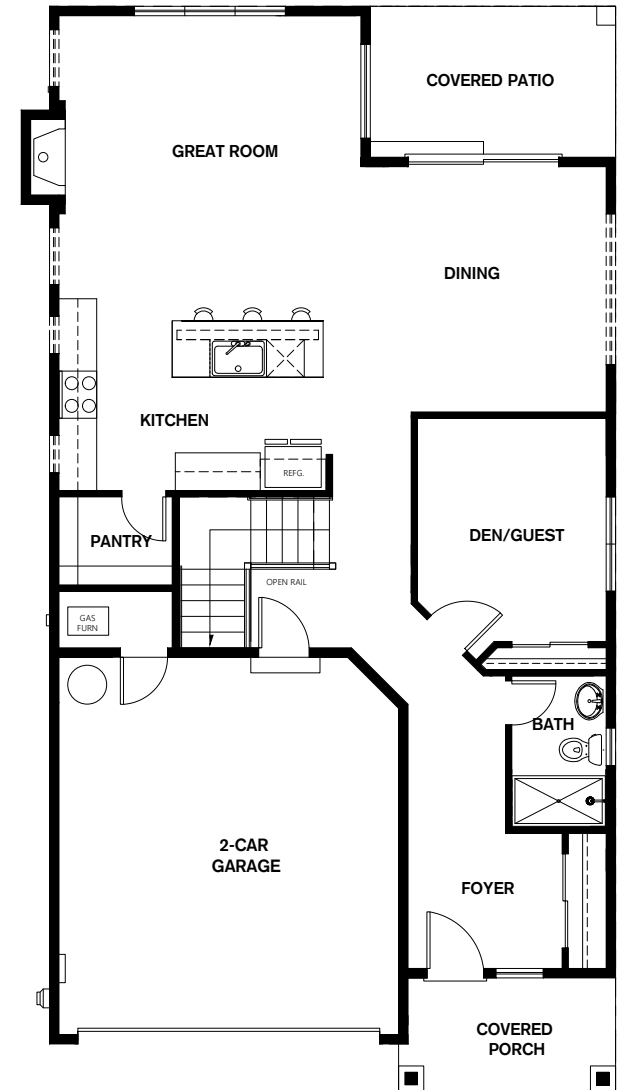 COVERED PATIO
GREAT ROOM
DINING
KITCHEN
REFG.
PANTRY
DEN/GUEST
OPEN RAIL
GAS
FURN
BATH
2-CAR
GARAGE
FOYER
COVERED
PORCH